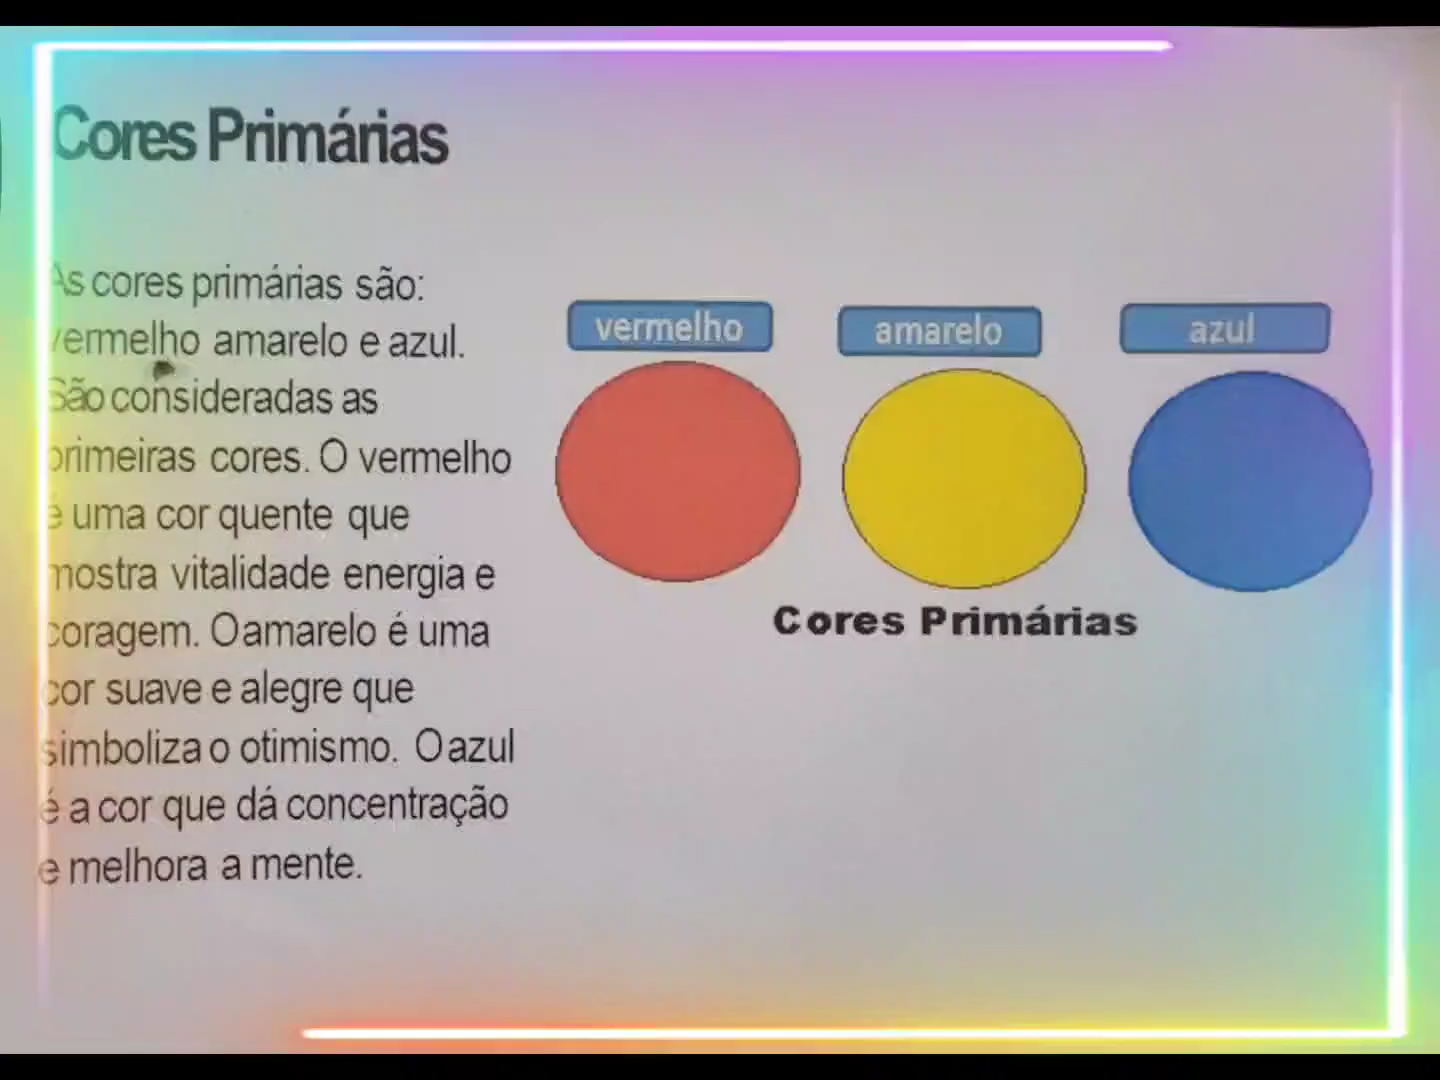 Cores Primárias
As cores primárias são:
vermelho amarelo e azul.
São consideradas as
primeiras cores. O vermelho
é uma cor quente que
mostra vitalidade energia e
coragem. O amarelo é uma
cor suave e alegre que
simboliza o otimismo. O azul
é a cor que dá concentração
e melhora a mente.
vermelho
amarelo
azul
Cores Primárias